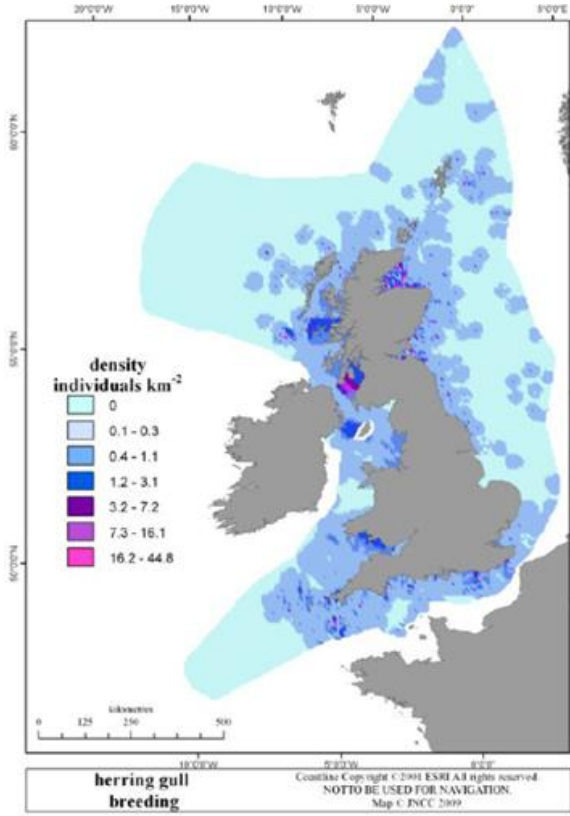 20°0'0"W 15°0'0"W 10°0'0"W 5°0'0"W 0°0'0" 5°0'0"E
60°0'0"N
55°0'0"N
50°0'0"N
density
individuals km-2
0
0.1 - 0.3
0.4 - 1.1
1.2 - 3.1
3.2 - 7.2
7.3 - 16.1
16.2 - 44.8
kilometres
0 125 250 500
10°0'0"W 5°0'0"W 0°0'0"
herring gull
breeding
Coastline Copyright ©2001 ESRI All rights reserved
NOT TO BE USED FOR NAVIGATION.
Map © JNCC 2009